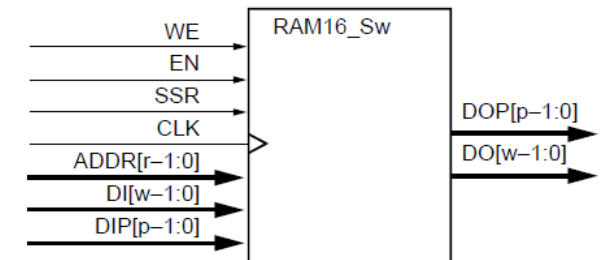 WE
RAM16_Sw
EN
SSR
CLK
DOP[p–1:0]
ADDR[r–1:0]
DO[w–1:0]
DI[w–1:0]
DIP[p–1:0]